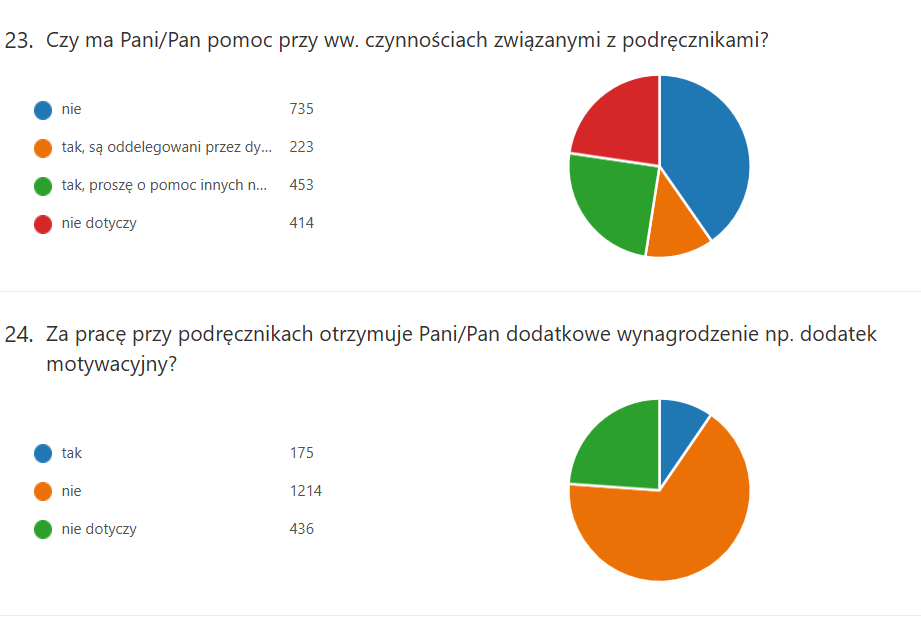 23. Czy ma Pani/Pan pomoc przy ww. czynnościach związanymi z podręcznikami?
nie 735
tak, są oddelegowani przez dy... 223
tak, proszę o pomoc innych n... 453
nie dotyczy 414
24. Za pracę przy podręcznikach otrzymuje Pani/Pan dodatkowe wynagrodzenie np. dodatek
motywacyjny?
tak 175
nie 1214
nie dotyczy 436